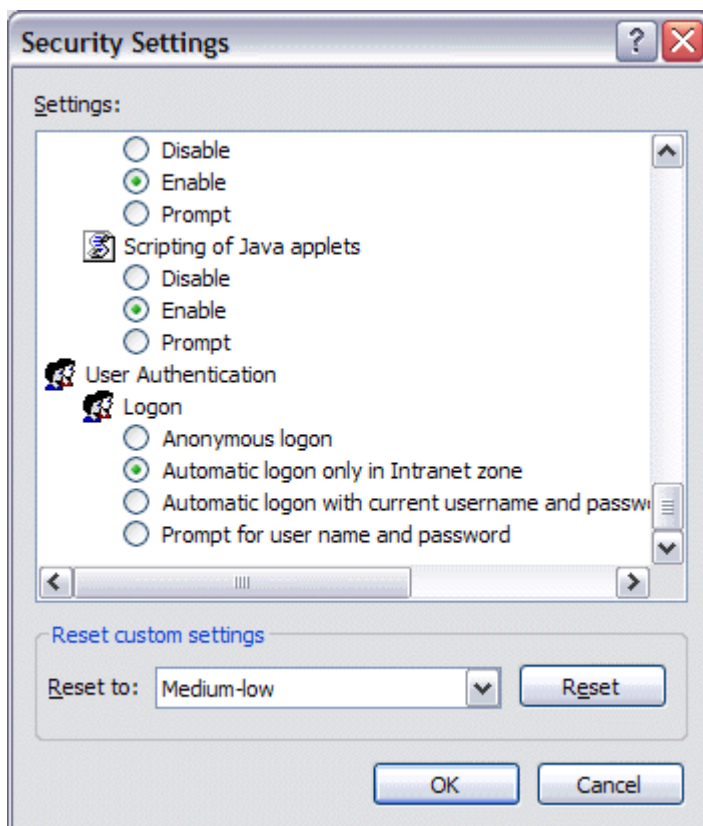 Security Settings
Settings:
Disable
Enable
Prompt
Scripting of Java applets
Disable
Enable
Prompt
User Authentication
Logon
Anonymous logon
Automatic logon only in Intranet zone
Automatic logon with current username and passw
Prompt for user name and password
Reset custom settings
Reset to: Medium-low Reset
OK Cancel